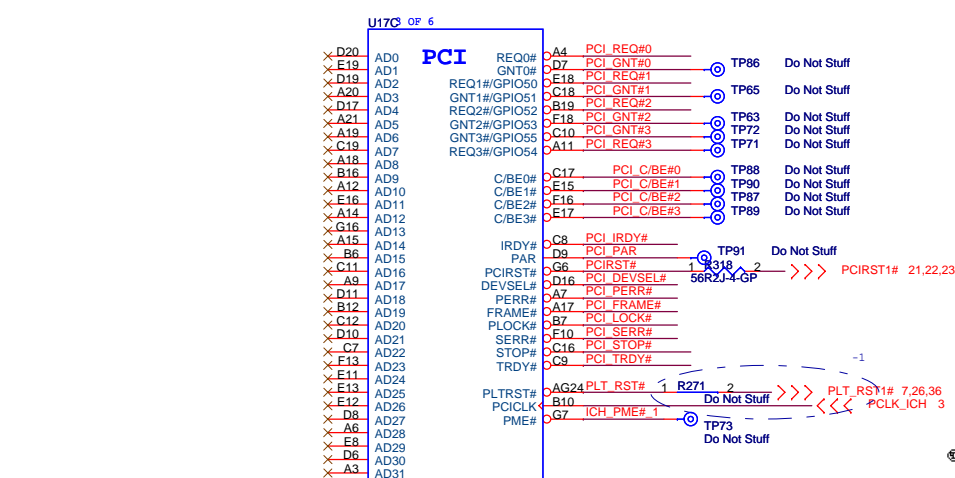 U17C 3 OF 6
PCI
D20 AD0 REQ0# A4 PCI_REQ#0
E19 AD1 GNT0# D7 PCI_GNT#0 TP86 Do Not Stuff
D19 AD2 REQ1#/GPIO50 E18 PCI_REQ#1
A20 AD3 GNT1#/GPIO51 C18 PCI_GNT#1 TP65 Do Not Stuff
D17 AD4 REQ2#/GPIO52 B19 PCI_REQ#2
A21 AD5 GNT2#/GPIO53 F18 PCI_GNT#2 TP63 Do Not Stuff
A19 AD6 GNT3#/GPIO55 C10 PCI_GNT#3 TP72 Do Not Stuff
C19 AD7 REQ3#/GPIO54 A11 PCI_REQ#3 TP71 Do Not Stuff
A18 AD8
B16 AD9 C/BE0# C17 PCI_C/BE#0 TP88 Do Not Stuff
A12 AD10 C/BE1# E15 PCI_C/BE#1 TP90 Do Not Stuff
E16 AD11 C/BE2# F16 PCI_C/BE#2 TP87 Do Not Stuff
A14 AD12 C/BE3# E17 PCI_C/BE#3 TP89 Do Not Stuff
G16 AD13
A15 AD14 IRDY# C8 PCI_IRDY#
B6 AD15 PAR D9 PCI_PAR TP91 Do Not Stuff
C11 AD16 PCIRST# G6 PCIRST# 1 R318 2 PCIRST1# 21,22,23
A9 AD17 DEVSEL# D16 PCI_DEVSEL# 56R2J-4-GP
D11 AD18 PERR# A7 PCI_PERR#
B12 AD19 FRAME# A17 PCI_FRAME#
C12 AD20 PLOCK# B7 PCI_LOCK#
D10 AD21 SERR# F10 PCI_SERR#
C7 AD22 STOP# C16 PCI_STOP#
F13 AD23 TRDY# C9 PCI_TRDY#
-1
E11 AD24
E13 AD25 PLTRST# AG24 PLT_RST# 1 R271 2 PLT_RST1# 7,26,36
E12 AD26 PCICLK B10 Do Not Stuff PCLK_ICH 3
D8 AD27 PME# G7 ICH_PME#_1 TP73
A6 AD28 Do Not Stuff
E8 AD29
D6 AD30
A3 AD31